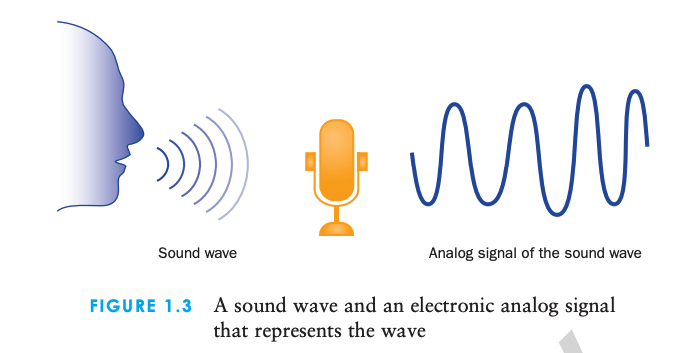 Sound wave
Analog signal of the sound wave
FIGURE 1.3 A sound wave and an electronic analog signal
that represents the wave